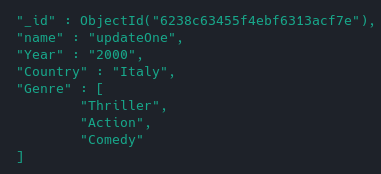 "_id" : ObjectId("6238c63455f4ebf6313acf7e"),
"name" : "updateOne",
"Year" : "2000",
"Country" : "Italy",
"Genre" : [
"Thriller",
"Action",
"Comedy"
]